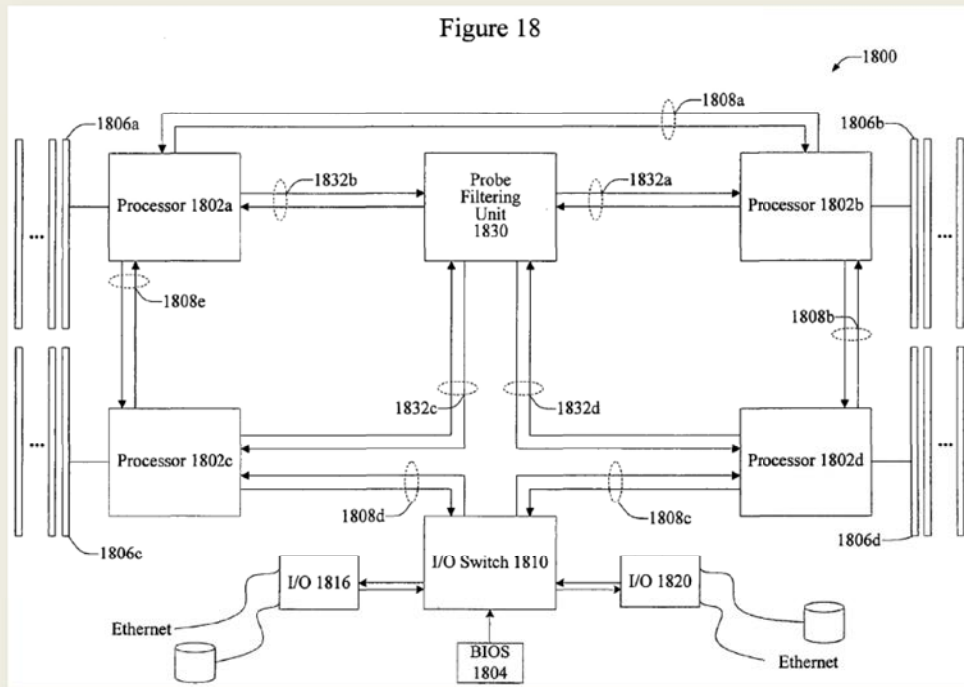 Figure 18
1800
1808a
1806a
1806b
1832b
Probe
Filtering
Unit
1830
1832a
Processor 1802a
Processor 1802b
...
...
1808e
1808b
1832c
1832d
...
...
Processor 1802c
Processor 1802d
1808d
1808c
1806c
1806d
I/O Switch 1810
I/O 1816
I/O 1820
Ethernet
BIOS
1804
Ethernet